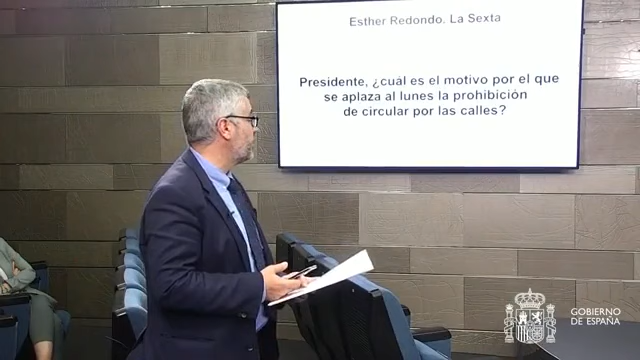 Esther Redondo. La Sexta
Presidente, ¿cuál es el motivo por el que
se aplaza al lunes la prohibición
de circular por las calles?
GOBIERNO
DE ESPAÑA